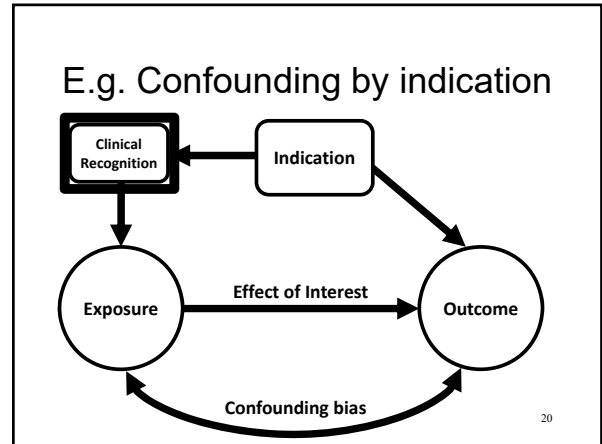 E.g. Confounding by indication
Clinical
Recognition
Indication
Exposure
Effect of Interest
Outcome
Confounding bias
20